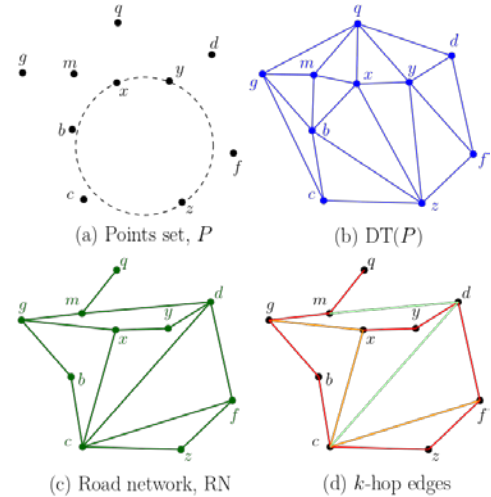 q
d
g
m
y
x
b
c
z
f
(a) Points set, P
q
d
g
m
x
y
b
f
c
z
(b) DT(P)
q
d
g
m
y
x
b
f
c
z
(c) Road network, RN
q
d
g
m
y
x
b
f
c
z
(d) k-hop edges